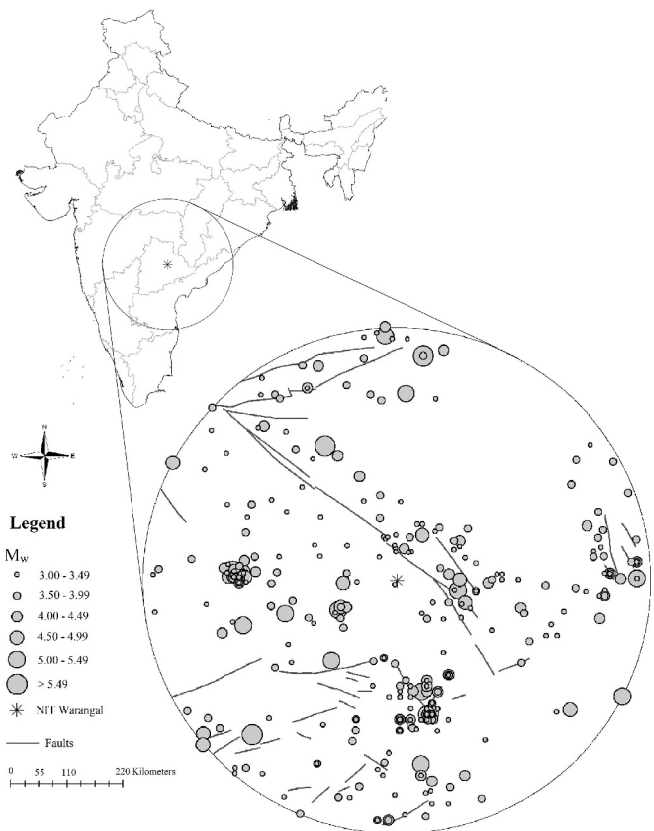 N
W E
S
Legend
Mw
3.00 - 3.49
3.50 - 3.99
4.00 - 4.49
4.50 - 4.99
5.00 - 5.49
> 5.49
NIT Warangal
Faults
0 55 110 220 Kilometers